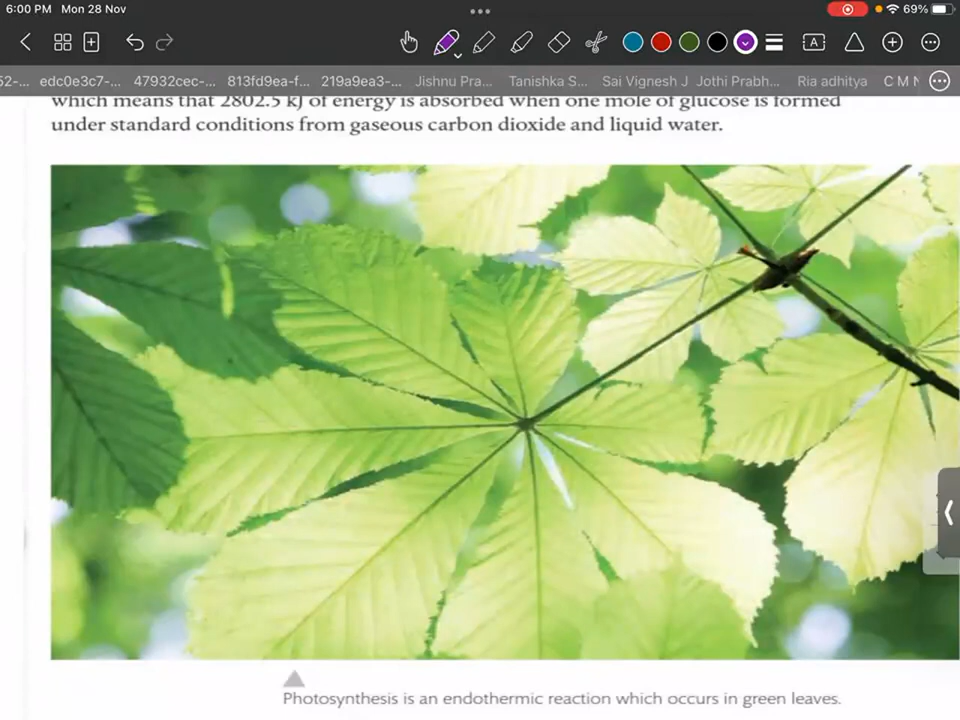 6:00 PM Mon 28 Nov
69%
A
52-... edc0e3c7-... 47932cec-... 813fd9ea-f... 219a9ea3-... Jishnu Pra... Tanishka S... Sai Vignesh J Jothi Prabh... Ria adhitya C M N
which means that 2802.5 kJ of energy is absorbed when one mole of glucose is formed
under standard conditions from gaseous carbon dioxide and liquid water.
Photosynthesis is an endothermic reaction which occurs in green leaves.